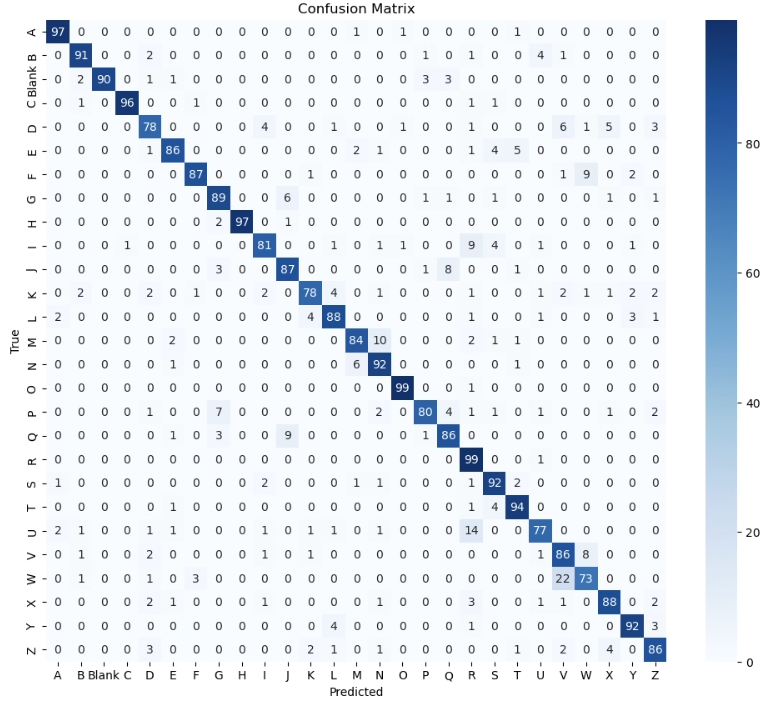 Confusion Matrix
A 97 0 0 0 0 0 0 0 0 0 0 0 0 1 0 1 0 0 0 0 1 0 0 0 0 0 0
B 0 91 0 0 2 0 0 0 0 0 0 0 0 0 0 0 1 0 1 0 0 4 1 0 0 0 0
Blank 0 2 90 0 1 1 0 0 0 0 0 0 0 0 0 0 3 3 0 0 0 0 0 0 0 0 0
C 0 1 0 96 0 0 1 0 0 0 0 0 0 0 0 0 0 0 1 1 0 0 0 0 0 0 0
D 0 0 0 0 78 0 0 0 0 4 0 0 1 0 0 1 0 0 1 0 0 0 6 1 5 0 3
E 0 0 0 0 1 86 0 0 0 0 0 0 0 2 1 0 0 0 1 4 5 0 0 0 0 0 0
F 0 0 0 0 0 0 87 0 0 0 0 1 0 0 0 0 0 0 0 0 0 0 1 9 0 2 0
G 0 0 0 0 0 0 0 89 0 0 6 0 0 0 0 0 1 1 0 1 0 0 0 0 1 0 1
H 0 0 0 0 0 0 0 2 97 0 1 0 0 0 0 0 0 0 0 0 0 0 0 0 0 0 0
I 0 0 0 1 0 0 0 0 0 81 0 0 1 0 1 1 0 0 9 4 0 1 0 0 0 1 0
J 0 0 0 0 0 0 0 3 0 0 87 0 0 0 0 0 1 8 0 0 1 0 0 0 0 0 0
K 0 2 0 0 2 0 1 0 0 2 0 78 4 0 1 0 0 0 1 0 0 1 2 1 1 2 2
L 2 0 0 0 0 0 0 0 0 0 0 4 88 0 0 0 0 0 1 0 0 1 0 0 0 3 1
M 0 0 0 0 0 2 0 0 0 0 0 0 0 84 10 0 0 0 2 1 1 0 0 0 0 0 0
N 0 0 0 0 0 1 0 0 0 0 0 0 0 6 92 0 0 0 0 0 1 0 0 0 0 0 0
O 0 0 0 0 0 0 0 0 0 0 0 0 0 0 0 99 0 0 1 0 0 0 0 0 0 0 0
P 0 0 0 0 1 0 0 7 0 0 0 0 0 0 2 0 80 4 1 1 0 1 0 0 1 0 2
Q 0 0 0 0 0 1 0 3 0 0 9 0 0 0 0 0 1 86 0 0 0 0 0 0 0 0 0
R 0 0 0 0 0 0 0 0 0 0 0 0 0 0 0 0 0 0 99 0 0 1 0 0 0 0 0
S 1 0 0 0 0 0 0 0 0 2 0 0 0 1 1 0 0 0 1 92 2 0 0 0 0 0 0
T 0 0 0 0 0 1 0 0 0 0 0 0 0 0 0 0 0 0 1 4 94 0 0 0 0 0 0
U 2 1 0 0 1 1 0 0 0 1 0 1 1 0 1 0 0 0 14 0 0 77 0 0 0 0 0
V 0 1 0 0 2 0 0 0 0 1 0 1 0 0 0 0 0 0 0 0 0 1 86 8 0 0 0
W 0 1 0 0 1 0 3 0 0 0 0 0 0 0 0 0 0 0 0 0 0 0 22 73 0 0 0
X 0 0 0 0 2 1 0 0 0 1 0 0 0 0 1 0 0 0 3 0 0 1 1 0 88 0 2
Y 0 0 0 0 0 0 0 0 0 0 0 0 4 0 0 0 0 0 1 0 0 0 0 0 0 92 3
Z 0 0 0 0 3 0 0 0 0 0 0 2 1 0 1 0 0 0 0 0 1 0 2 0 4 0 86
A B Blank C D E F G H I J K L M N O P Q R S T U V W X Y Z
Predicted
True
80
60
40
20
0